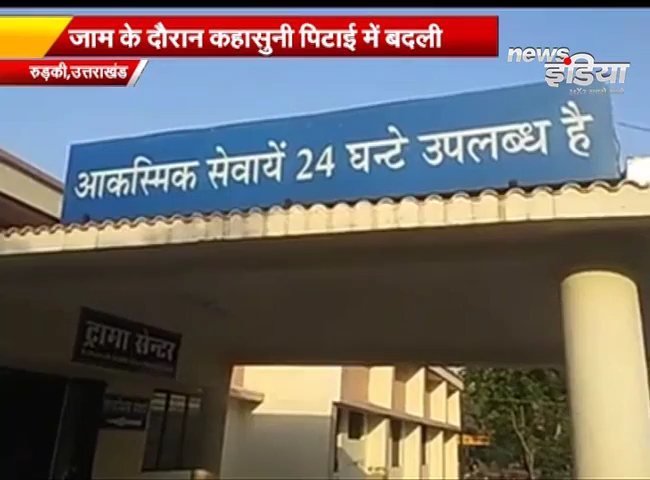 जाम के दौरान कहासुनी पिटाई में बदली
रुड़की,उत्तराखंड
news
इंडिया
आकस्मिक सेवायें 24 घन्टे उपलब्ध है
ट्रामा सेन्टर